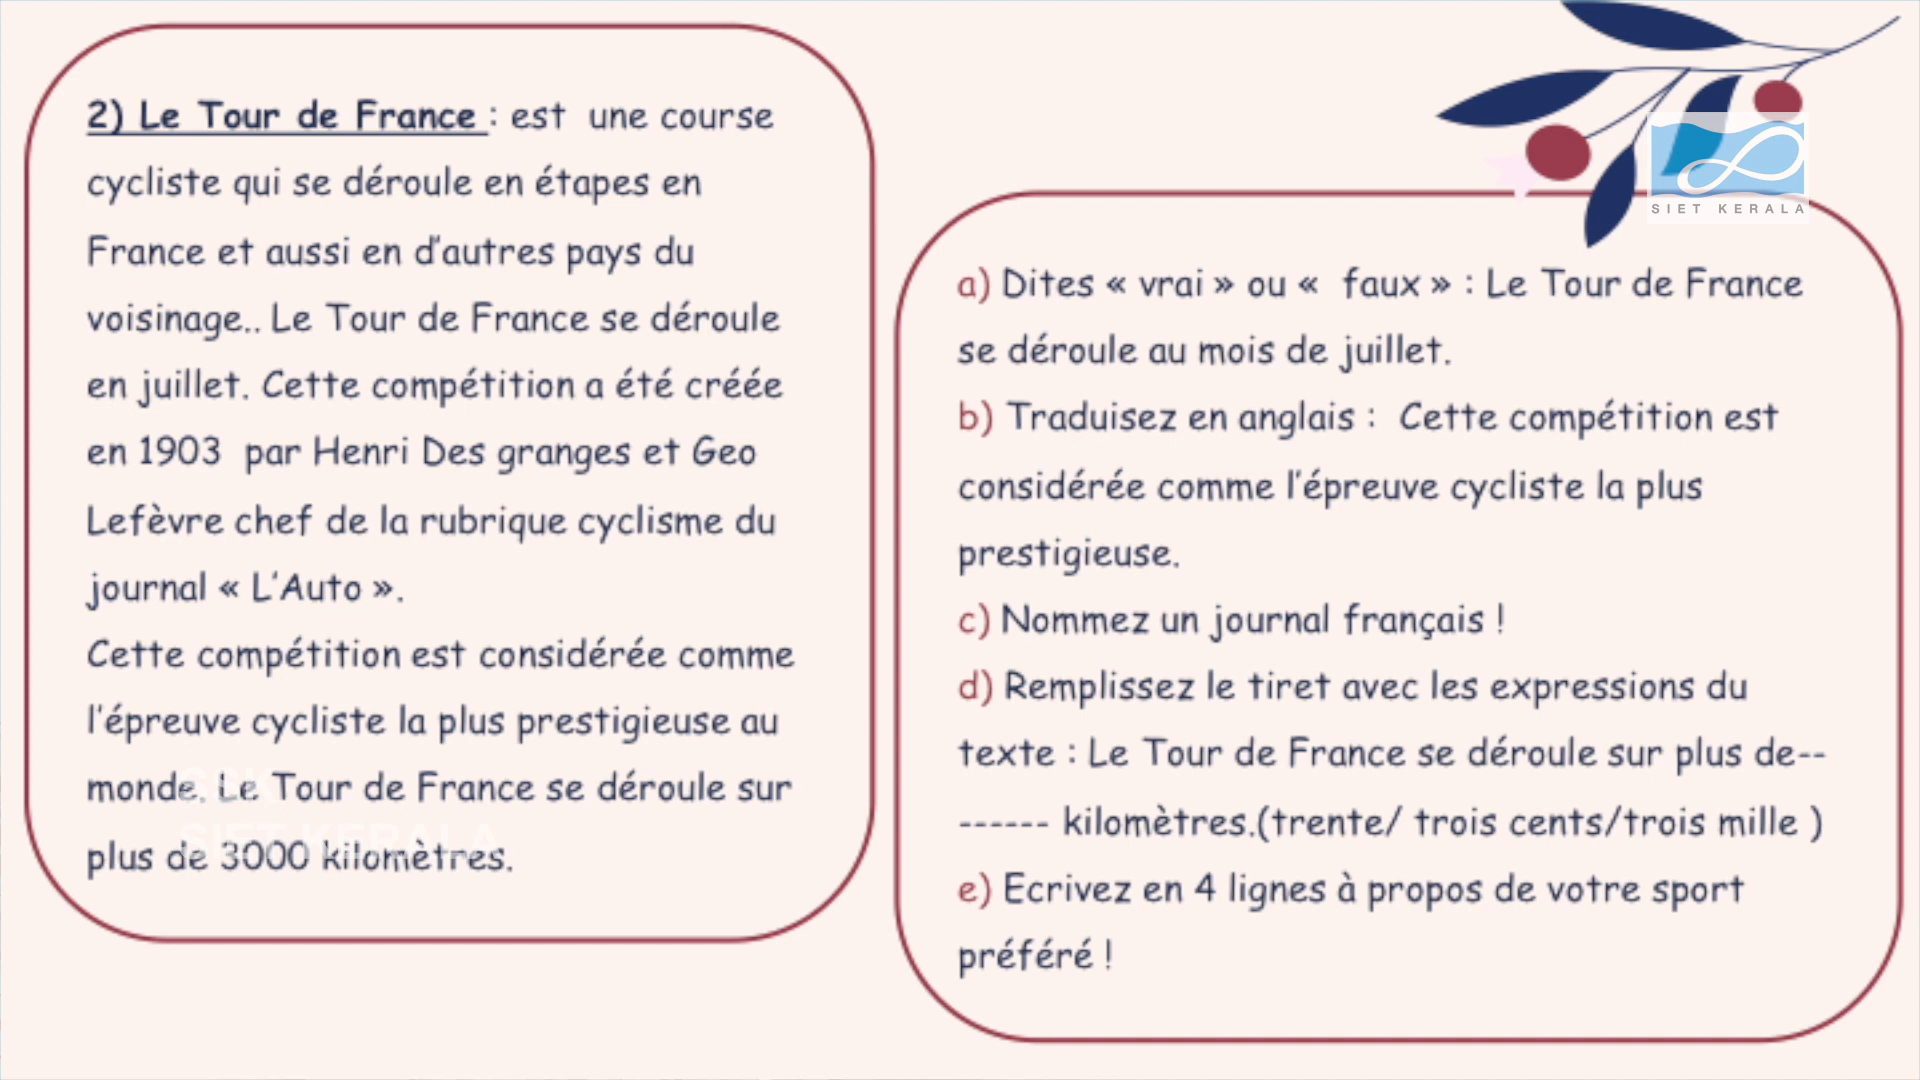 2) Le Tour de France : est une course
cycliste qui se déroule en étapes en
France et aussi en d'autres pays du
voisinage.. Le Tour de France se déroule
en juillet. Cette compétition a été créée
en 1903 par Henri Des granges et Geo
Lefèvre chef de la rubrique cyclisme du
journal « L'Auto ».
Cette compétition est considérée comme
l'épreuve cycliste la plus prestigieuse au
monde. Le Tour de France se déroule sur
plus de 3000 kilomètres.
SIET KERALA
SIET KERALA
a) Dites « vrai » ou « faux » : Le Tour de France
se déroule au mois de juillet.
b) Traduisez en anglais : Cette compétition est
considérée comme l'épreuve cycliste la plus
prestigieuse.
c) Nommez un journal français !
d) Remplissez le tiret avec les expressions du
texte : Le Tour de France se déroule sur plus de--
------ kilomètres.(trente/ trois cents/trois mille )
e) Ecrivez en 4 lignes à propos de votre sport
préféré !